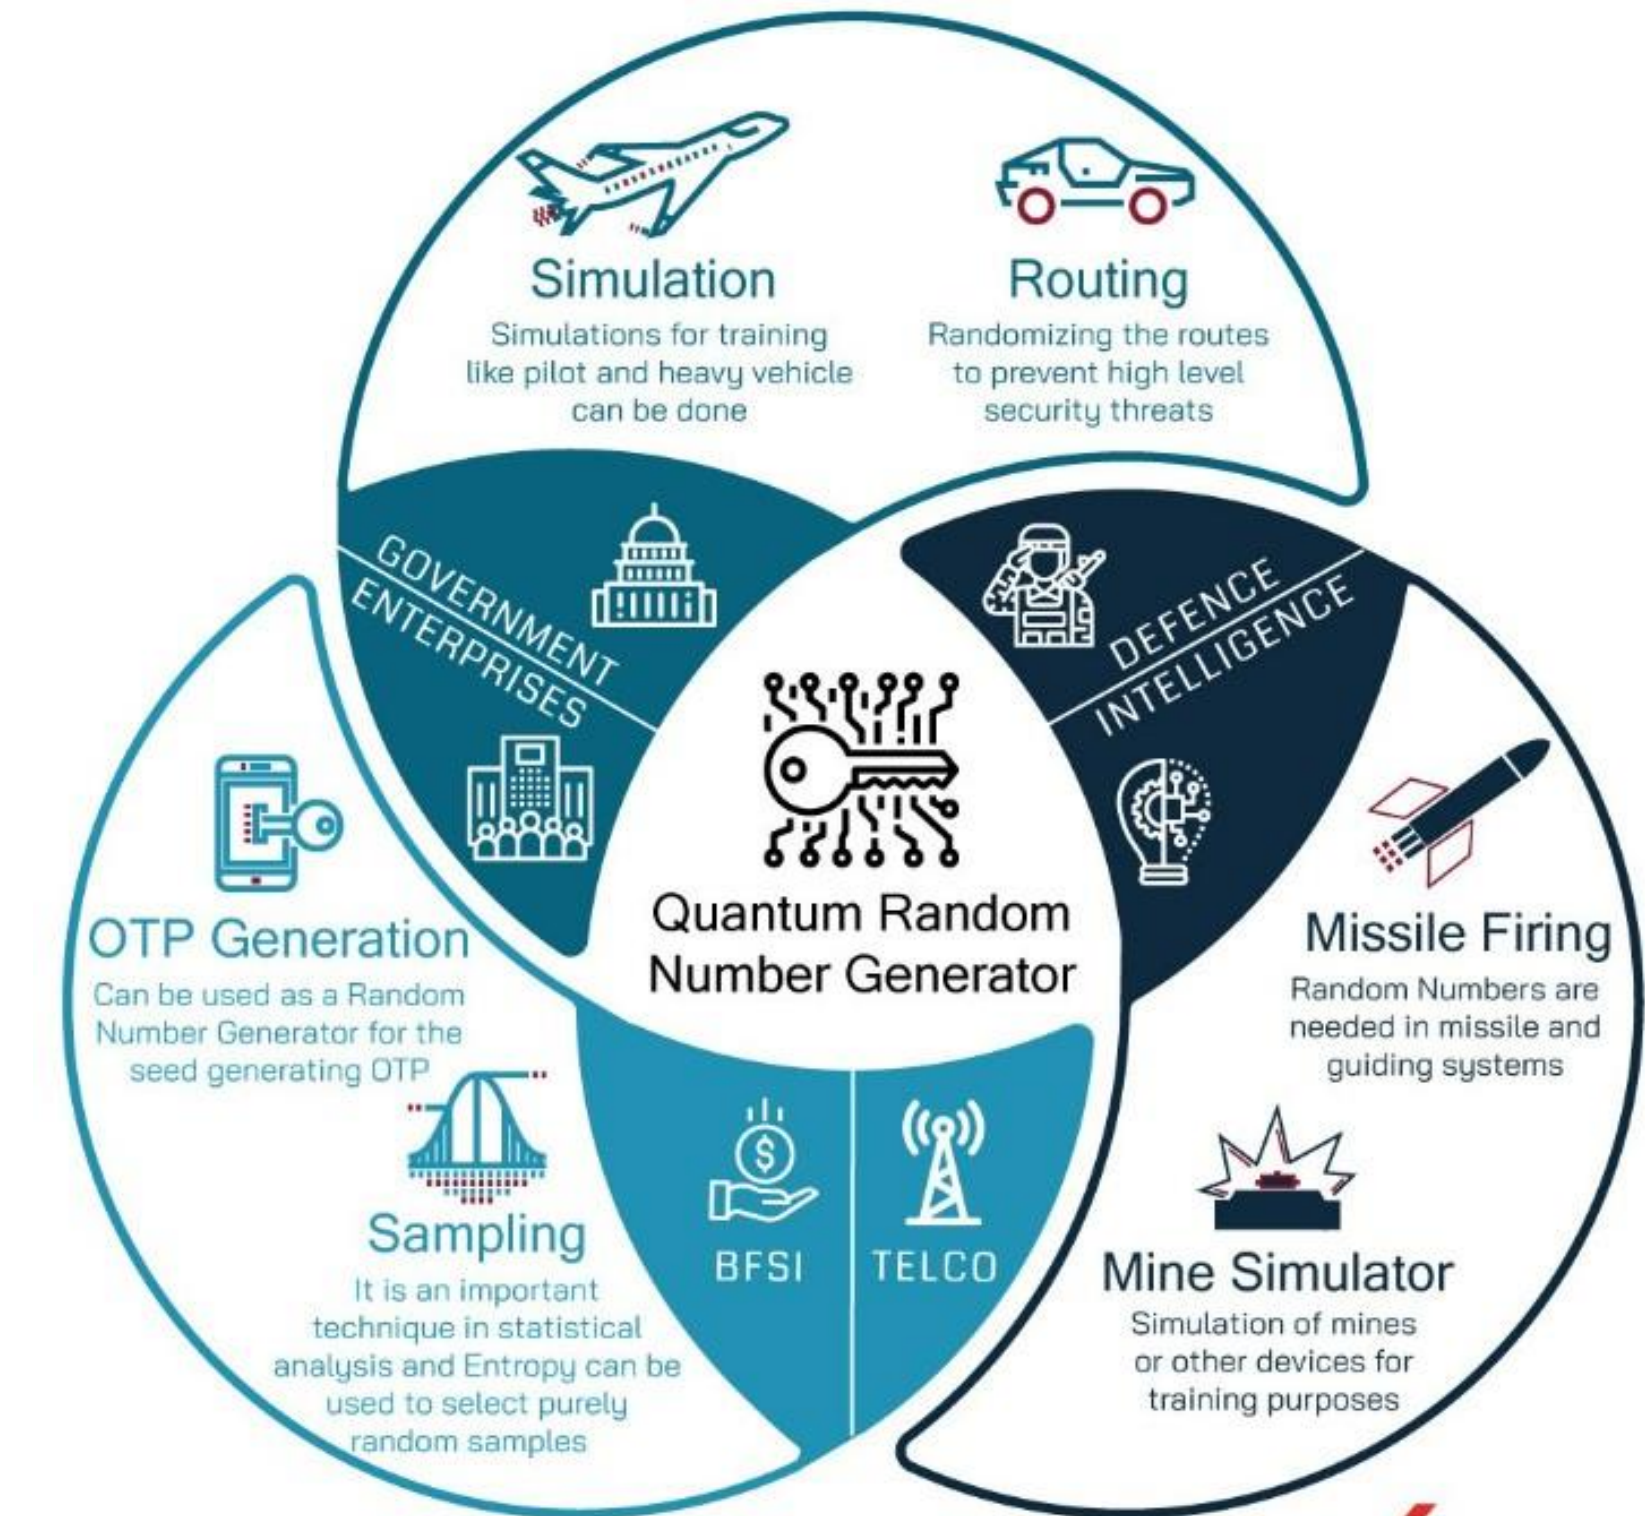 Simulation
Simulations for training
like pilot and heavy vehicle
can be done
Routing
Randomizing the routes
to prevent high level
security threats
GOVERNMENT
ENTERPRISES
DEFENCE
INTELLIGENCE
Quantum Random
Number Generator
OTP Generation
Can be used as a Random
Number Generator for the
seed generating OTP
Sampling
It is an important
technique in statistical
analysis and Entropy can be
used to select purely
random samples
$
BFSI
TELCO
Missile Firing
Random Numbers are
needed in missile and
guiding systems
Mine Simulator
Simulation of mines
or other devices for
training purposes